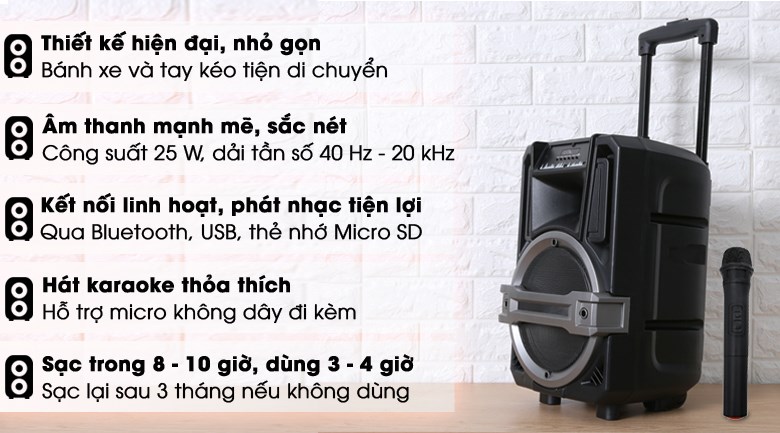 Thiết kế hiện đại, nhỏ gọn
Bánh xe và tay kéo tiện di chuyển
Âm thanh mạnh mẽ, sắc nét
Công suất 25 W, dải tần số 40 Hz - 20 kHz
Kết nối linh hoạt, phát nhạc tiện lợi
Qua Bluetooth, USB, thẻ nhớ Micro SD
Hát karaoke thỏa thích
Hỗ trợ micro không dây đi kèm
Sạc trong 8 - 10 giờ, dùng 3 - 4 giờ
Sạc lại sau 3 tháng nếu không dùng